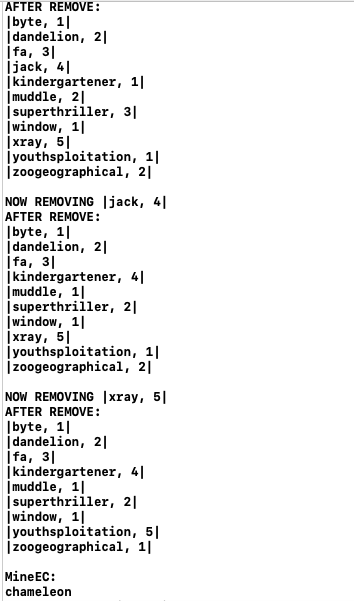 AFTER REMOVE:
|byte, 1|
|dandelion, 2|
|fa, 3|
|jack, 4|
|kindergartener, 1|
|muddle, 2|
|superthriller, 3|
|window, 1|
|xray, 5|
|youthsploitation, 1|
|zoogeographical, 2|
NOW REMOVING |jack, 4|
AFTER REMOVE:
|byte, 1|
|dandelion, 2|
|fa, 3|
|kindergartener, 4|
|muddle, 1|
|superthriller, 2|
|window, 1|
|xray, 5|
|youthsploitation, 1|
|zoogeographical, 2|
NOW REMOVING |xray, 5|
AFTER REMOVE:
|byte, 1|
|dandelion, 2|
|fa, 3|
|kindergartener, 4|
|muddle, 1|
|superthriller, 2|
|window, 1|
|youthsploitation, 5|
|zoogeographical, 1|
MineEC:
chameleon